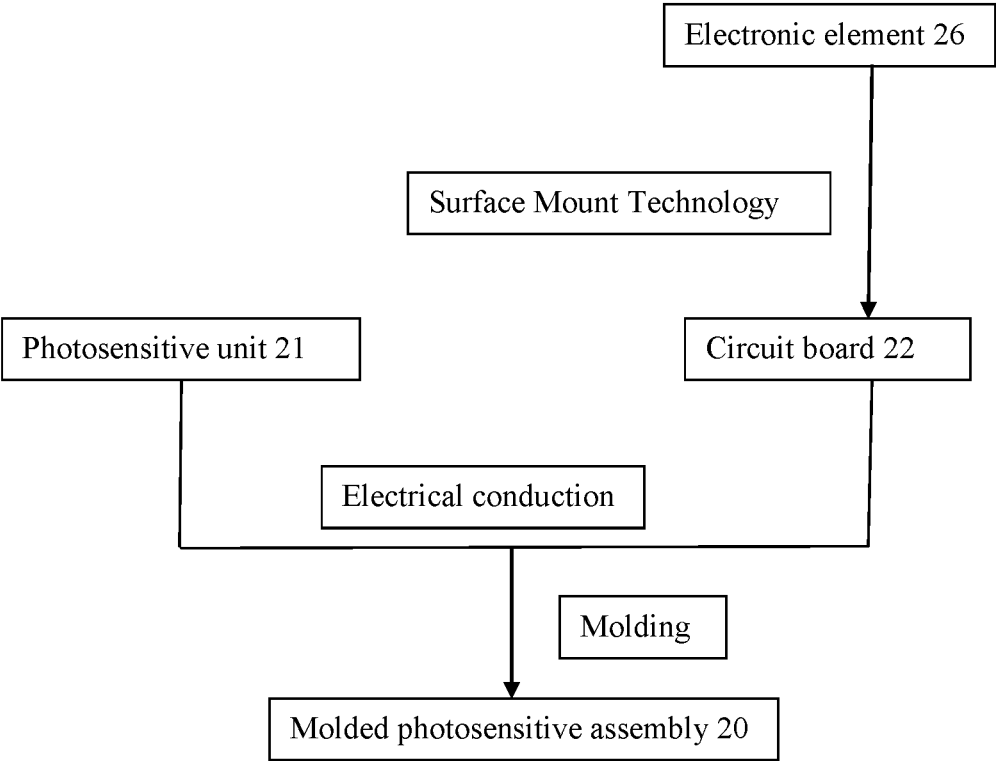 Electronic element 26
Surface Mount Technology
Photosensitive unit 21
Circuit board 22
Electrical conduction
Molding
Molded photosensitive assembly 20